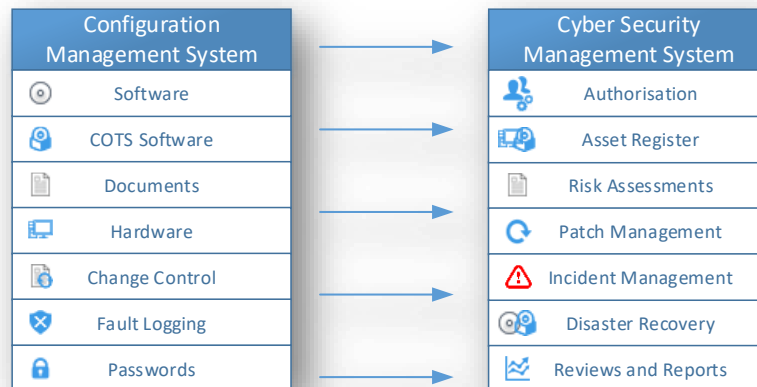 Configuration
Management System
Software
COTS Software
Documents
Hardware
Change Control
Fault Logging
Passwords
Cyber Security
Management System
Authorisation
Asset Register
Risk Assessments
Patch Management
Incident Management
Disaster Recovery
Reviews and Reports